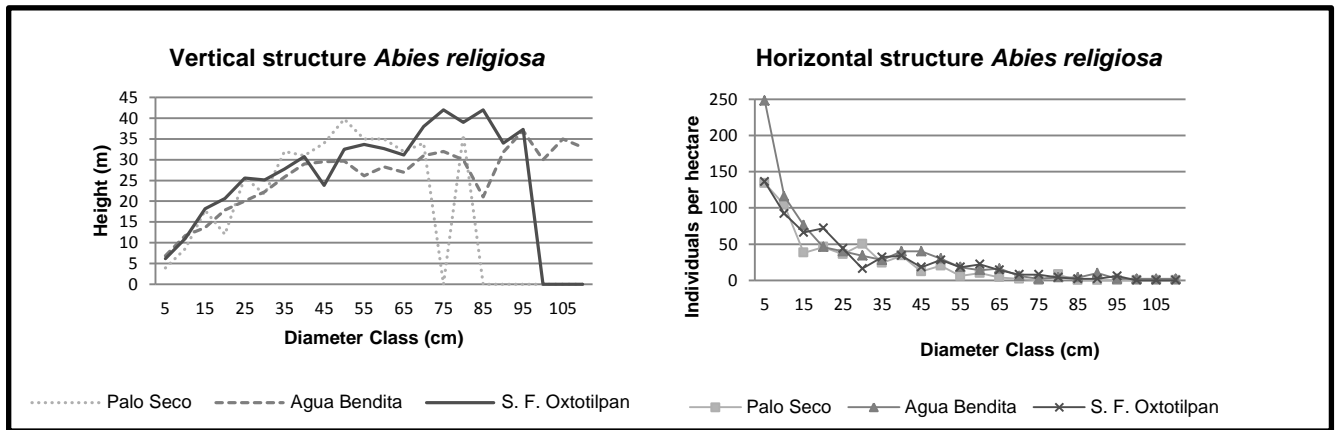 Vertical structure Abies religiosa
Height (m)
45
40
35
30
25
20
15
10
5
0
5 15 25 35 45 55 65 75 85 95 105
Diameter Class (cm)
Palo Seco Agua Bendita S. F. Oxtotilpan
Horizontal structure Abies religiosa
Individuals per hectare
250
200
150
100
50
0
5 15 25 35 45 55 65 75 85 95 105
Diameter Class (cm)
Palo Seco Agua Bendita S. F. Oxtotilpan